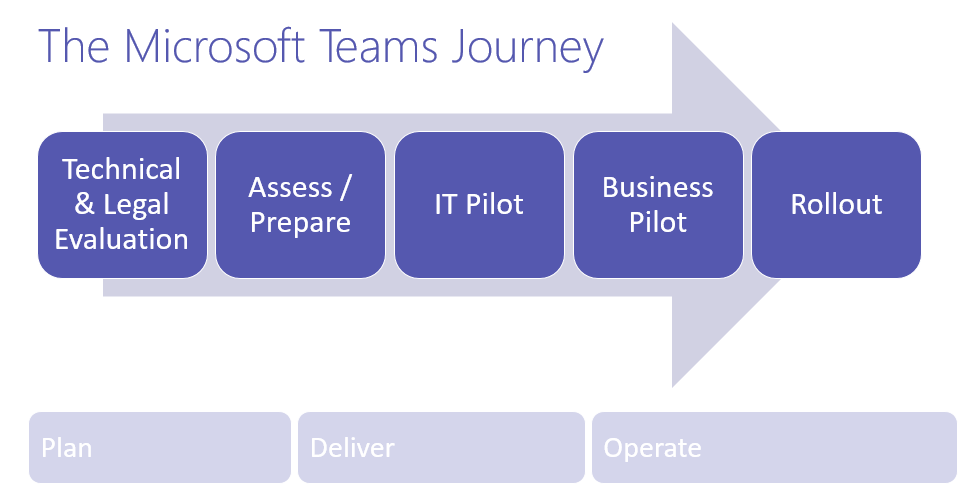 The Microsoft Teams Journey
Technical
& Legal
Evaluation
Assess /
Prepare
IT Pilot
Business
Pilot
Rollout
Plan
Deliver
Operate